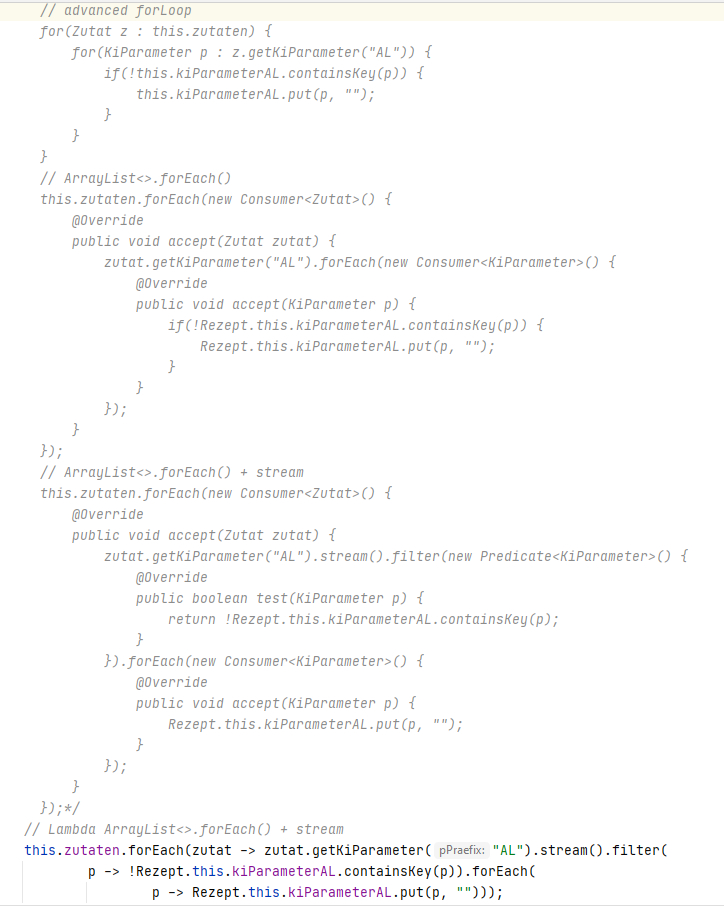 // advanced forLoop
for(Zutat z : this.zutaten) {
    for(KiParameter p : z.getKiParameter("AL")) {
        if(!this.kiParameterAL.containsKey(p)) {
            this.kiParameterAL.put(p, "");
        }
    }
}
// ArrayList<>.forEach()
this.zutaten.forEach(new Consumer<Zutat>() {
    @Override
    public void accept(Zutat zutat) {
        zutat.getKiParameter("AL").forEach(new Consumer<KiParameter>() {
            @Override
            public void accept(KiParameter p) {
                if(!Rezept.this.kiParameterAL.containsKey(p)) {
                    Rezept.this.kiParameterAL.put(p, "");
                }
            }
        });
    }
});
// ArrayList<>.forEach() + stream
this.zutaten.forEach(new Consumer<Zutat>() {
    @Override
    public void accept(Zutat zutat) {
        zutat.getKiParameter("AL").stream().filter(new Predicate<KiParameter>() {
            @Override
            public boolean test(KiParameter p) {
                return !Rezept.this.kiParameterAL.containsKey(p);
            }
        }).forEach(new Consumer<KiParameter>() {
            @Override
            public void accept(KiParameter p) {
                Rezept.this.kiParameterAL.put(p, "");
            }
        });
    }
});*/
// Lambda ArrayList<>.forEach() + stream
this.zutaten.forEach(zutat -> zutat.getKiParameter( pPraefix: "AL").stream().filter(
        p -> !Rezept.this.kiParameterAL.containsKey(p)).forEach(
                p -> Rezept.this.kiParameterAL.put(p, "")));